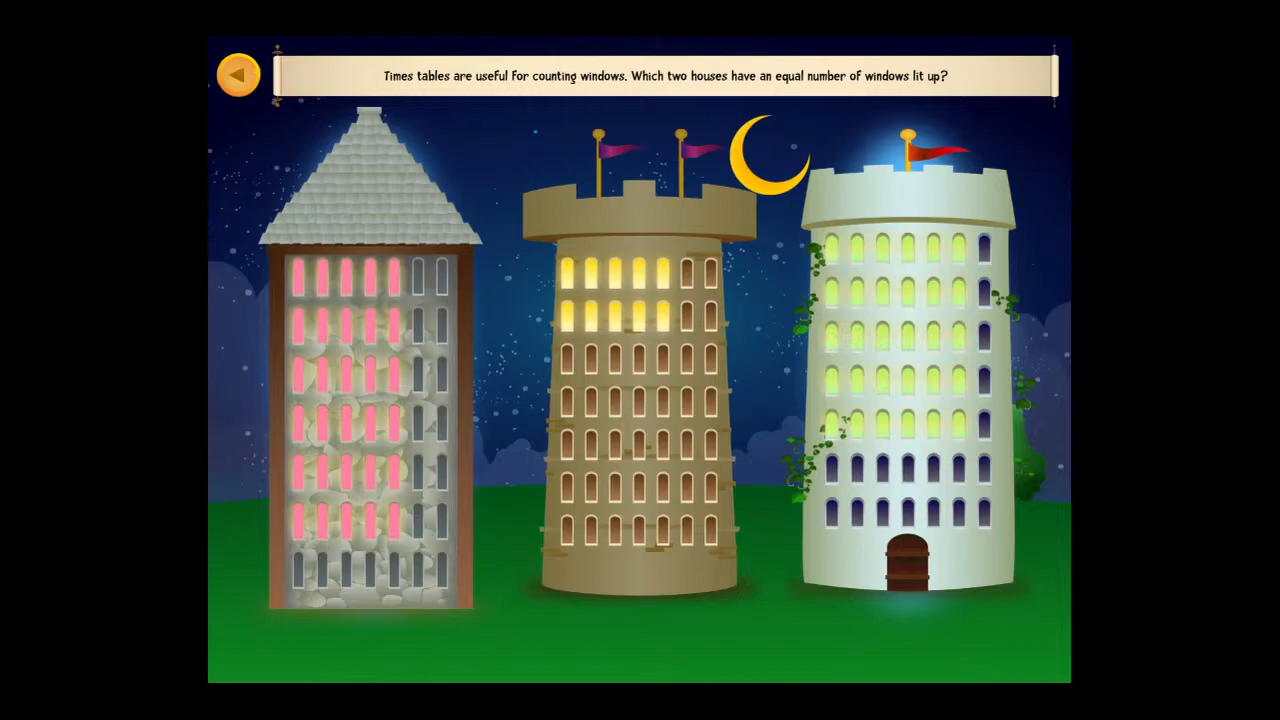 Times tables are useful for counting windows. Which two houses have an equal number of windows lit up?